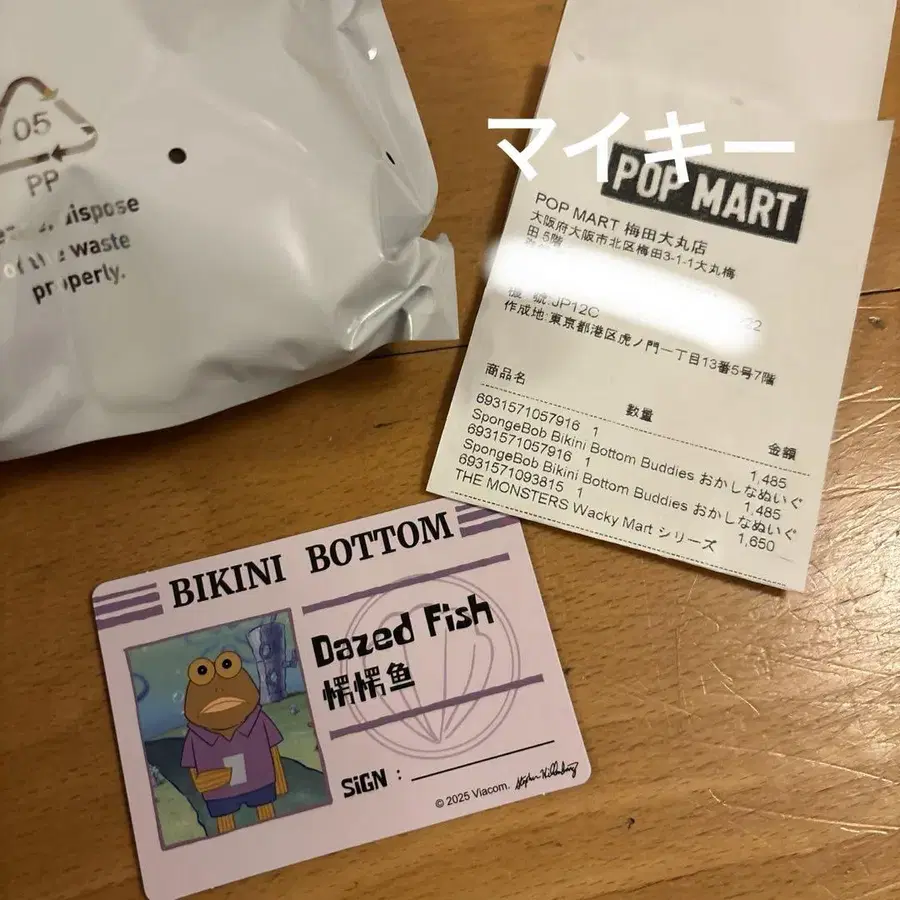 05
PP
dispose
of the waste
properly.
マイキー
POP MART
POP MART 梅田大丸店
大阪府大阪市北区梅田3-1-1大丸梅
田 5階
機 號:JP12C
22
作成地:東京都港区虎ノ門一丁目13番5号7階
商品名 数量 金額
6931571057916 1 1,485
SpongeBob Bikini Bottom Buddies おかしなぬいぐ
6931571057916 1 1,485
SpongeBob Bikini Bottom Buddies おかしなぬいぐ
6931571093815 1 1,650
THE MONSTERS Wacky Mart シリーズ
BIKINI BOTTOM
Dazed Fish
愣愣鱼
SiGN :
© 2025 Viacom. Stephen Hillenburg